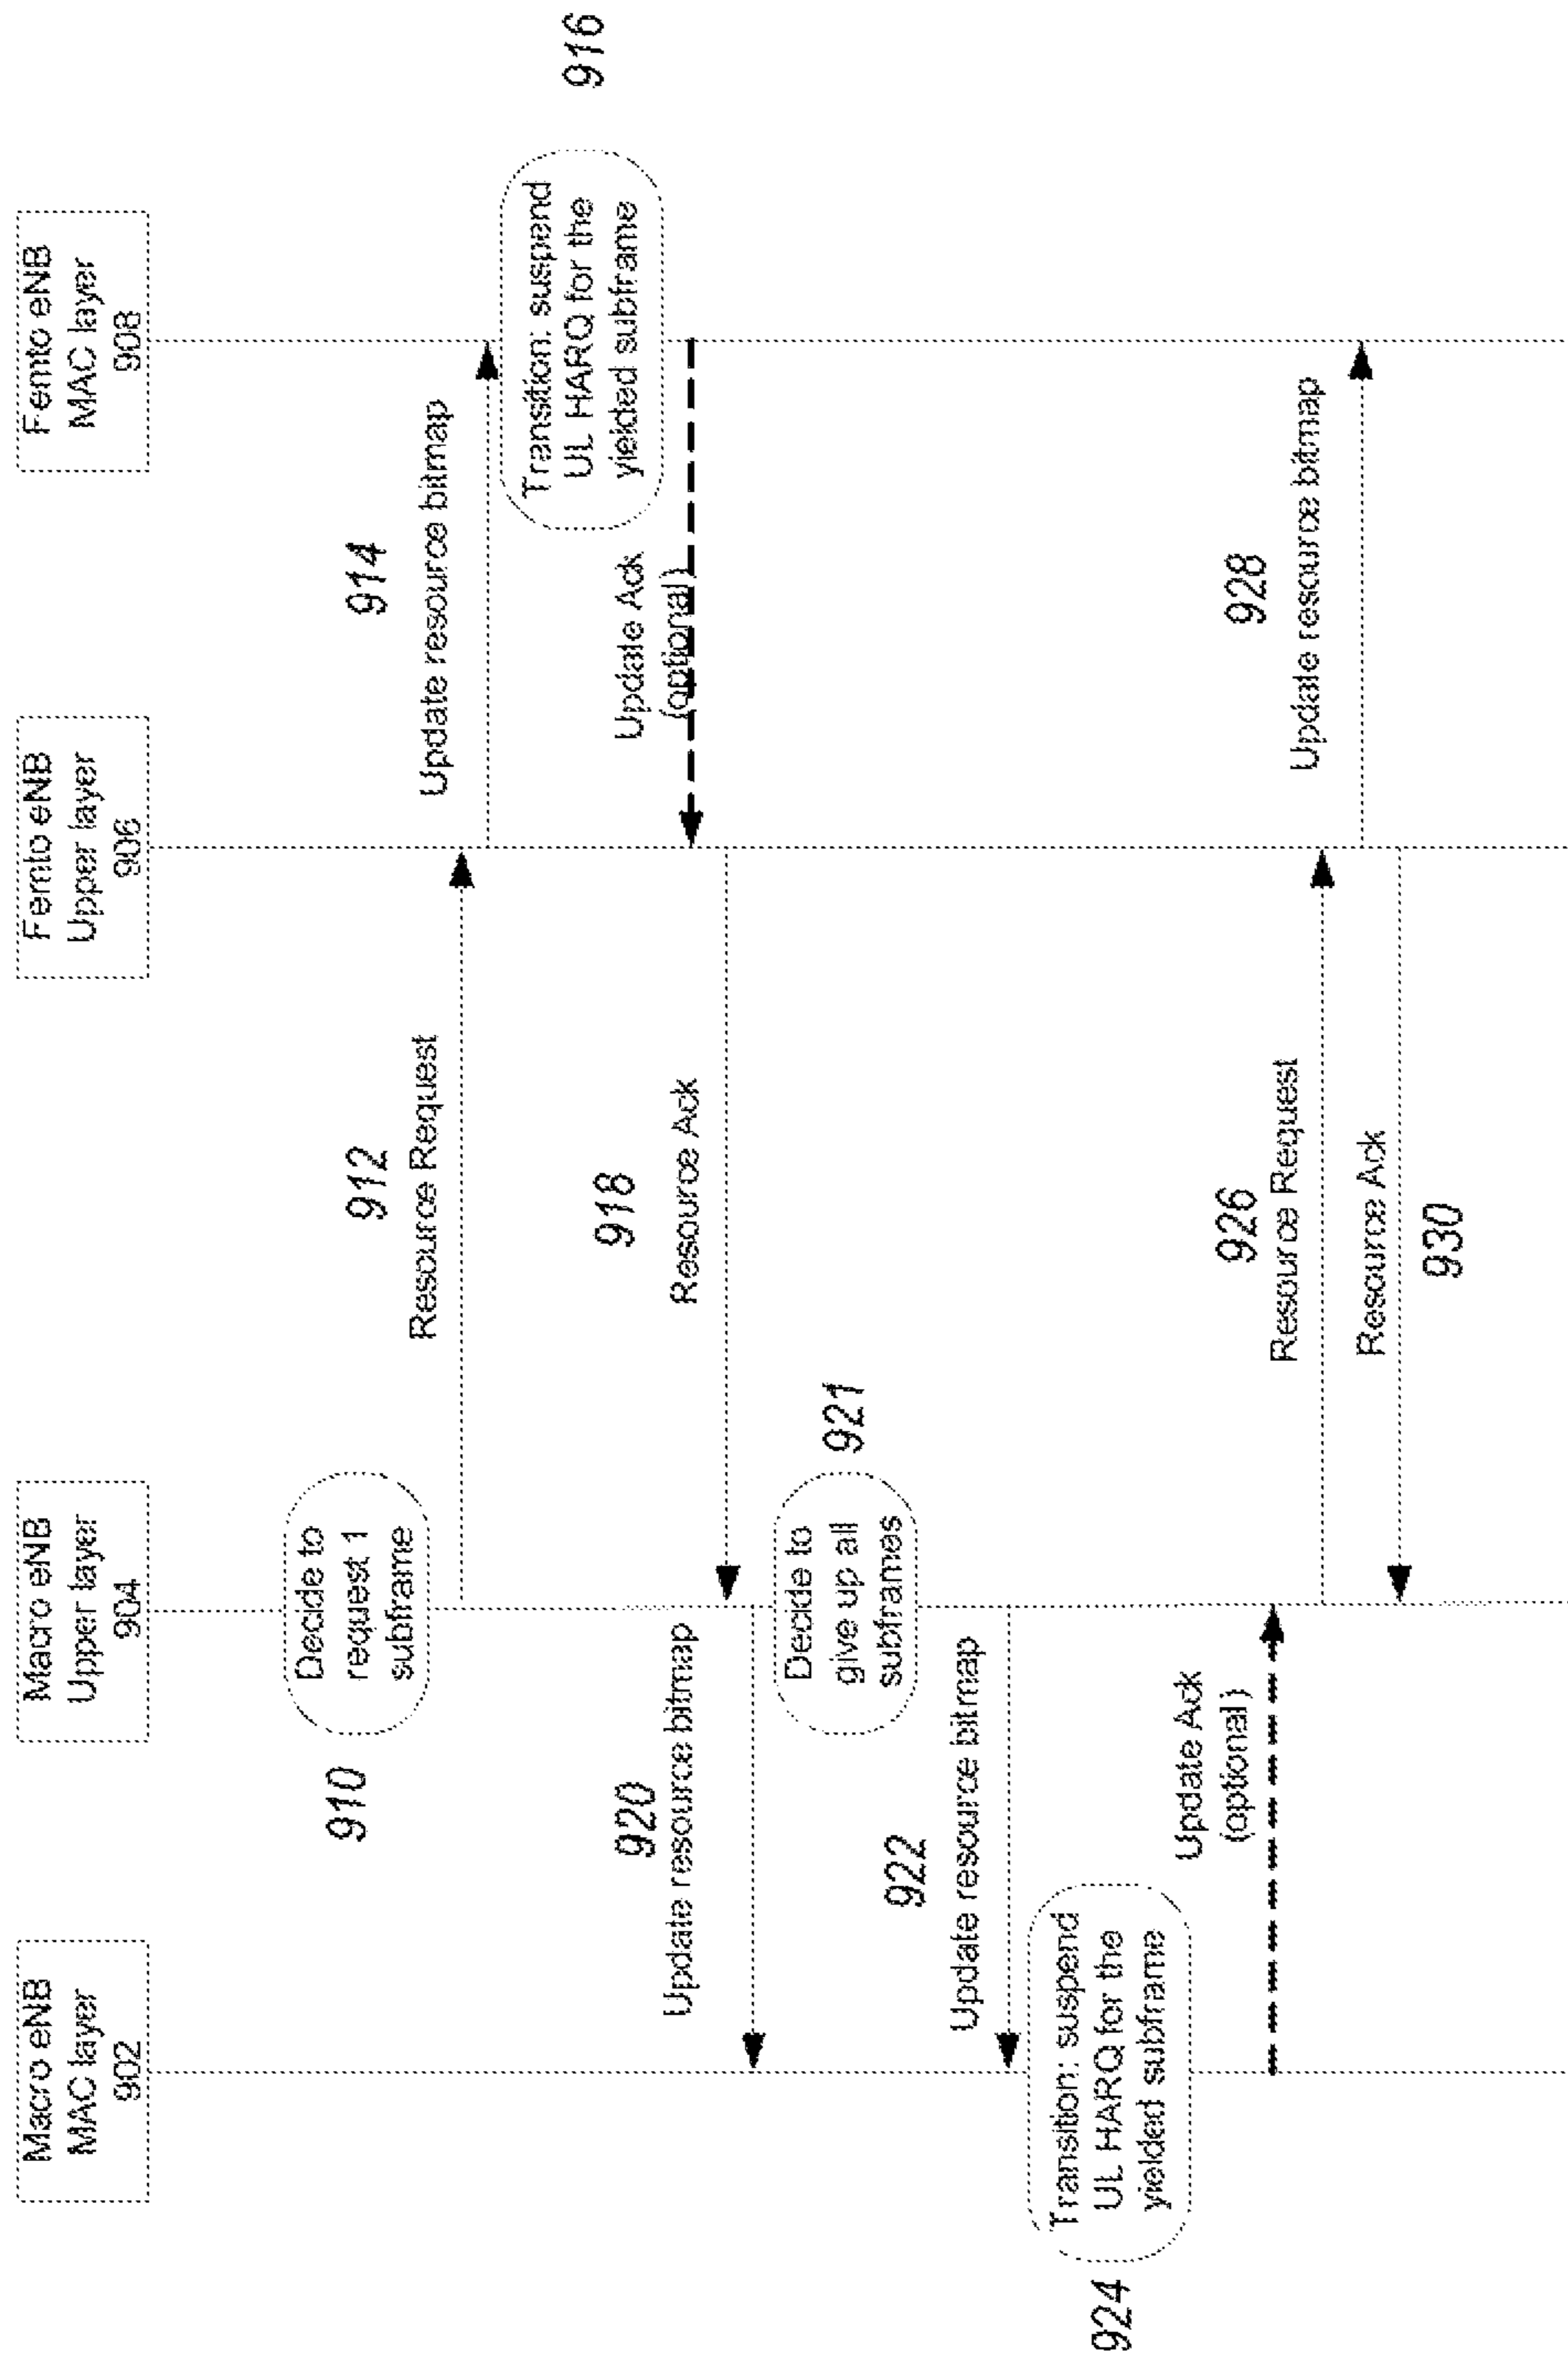 Macro eNB
MAC layer
902
Macro eNB
Upper layer
904
Femto eNB
Upper layer
906
Femto eNB
MAC layer
908
910
Decide to
request 1
subframe
912
Resource Request
914
Update resource bitmap
Transition: suspend
UL HARQ for the
yielded subframe
916
Update Ack
(optional)
918
Resource Ack
920
Update resource bitmap
Decide to
give up all
subframes
921
922
Update resource bitmap
924
Transition: suspend
UL HARQ for the
yielded subframe
Update Ack
(optional)
926
Resource Request
928
Update resource bitmap
Resource Ack
930